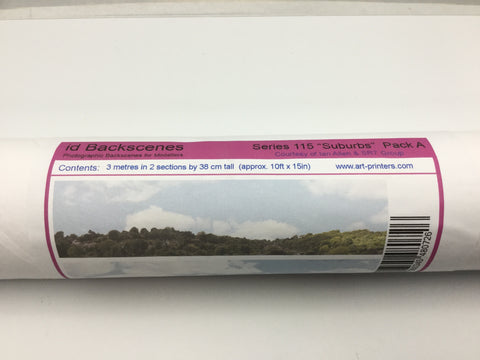 id Backscenes
Series 115 "Suburbs" Pack A
Photographic Backscenes for Modellers
Courtesy of Ian Allen & SRT Group
Contents: 3 metres in 2 sections by 38 cm tall (approx. 10ft x 15in)
www.art-printers.com